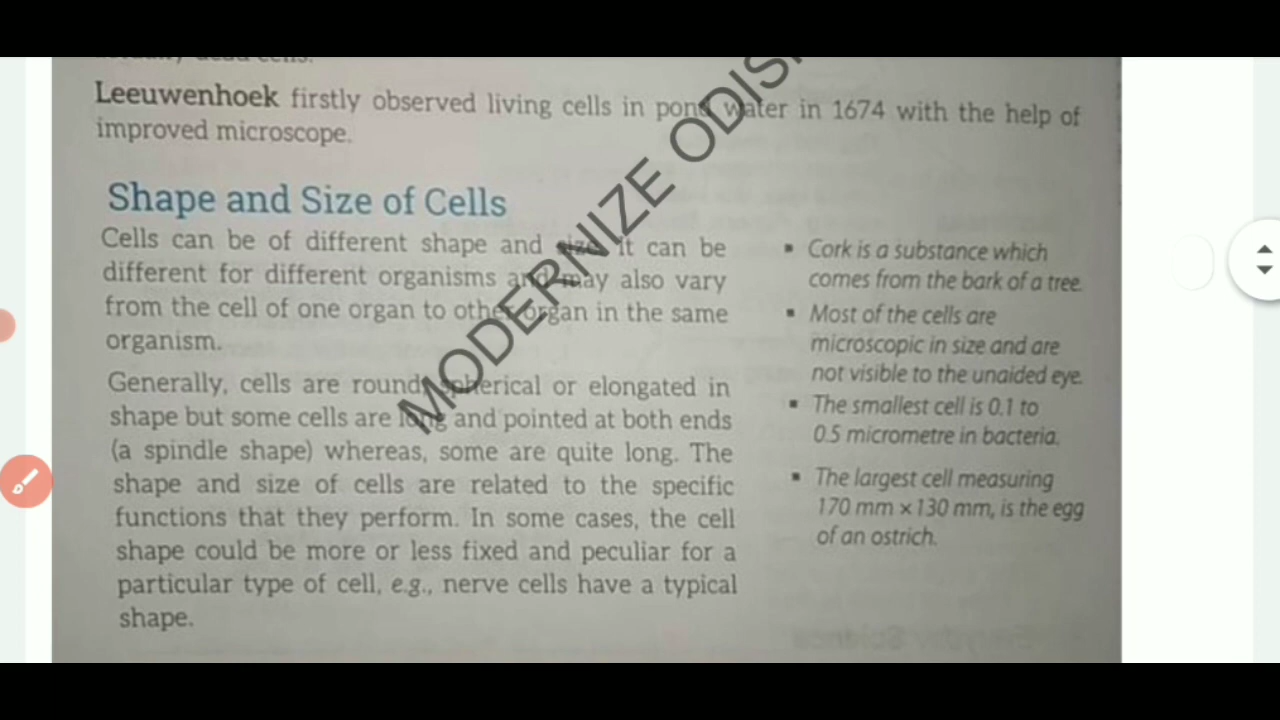 Leeuwenhoek firstly observed living cells in pond water in 1674 with the help of
improved microscope.
Shape and Size of Cells
Cells can be of different shape and size, it can be
different for different organisms and may also vary
from the cell of one organ to other organ in the same
organism.
Generally, cells are round, spherical or elongated in
shape but some cells are long and pointed at both ends
(a spindle shape) whereas, some are quite long. The
shape and size of cells are related to the specific
functions that they perform. In some cases, the cell
shape could be more or less fixed and peculiar for a
particular type of cell, e.g., nerve cells have a typical
shape.
▪ Cork is a substance which
comes from the bark of a tree.
▪ Most of the cells are
microscopic in size and are
not visible to the unaided eye.
▪ The smallest cell is 0.1 to
0.5 micrometre in bacteria.
▪ The largest cell measuring
170 mm × 130 mm, is the egg
of an ostrich.
MODERNIZE